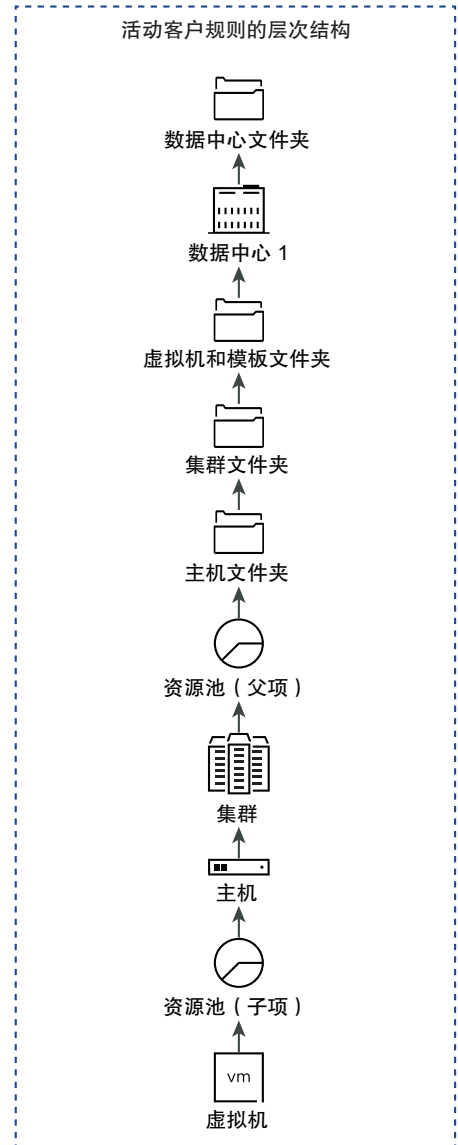 活动客户规则的层次结构
数据中心文件夹
数据中心 1
虚拟机和模板文件夹
集群文件夹
主机文件夹
资源池（父项）
集群
主机
资源池（子项）
vm
虚拟机